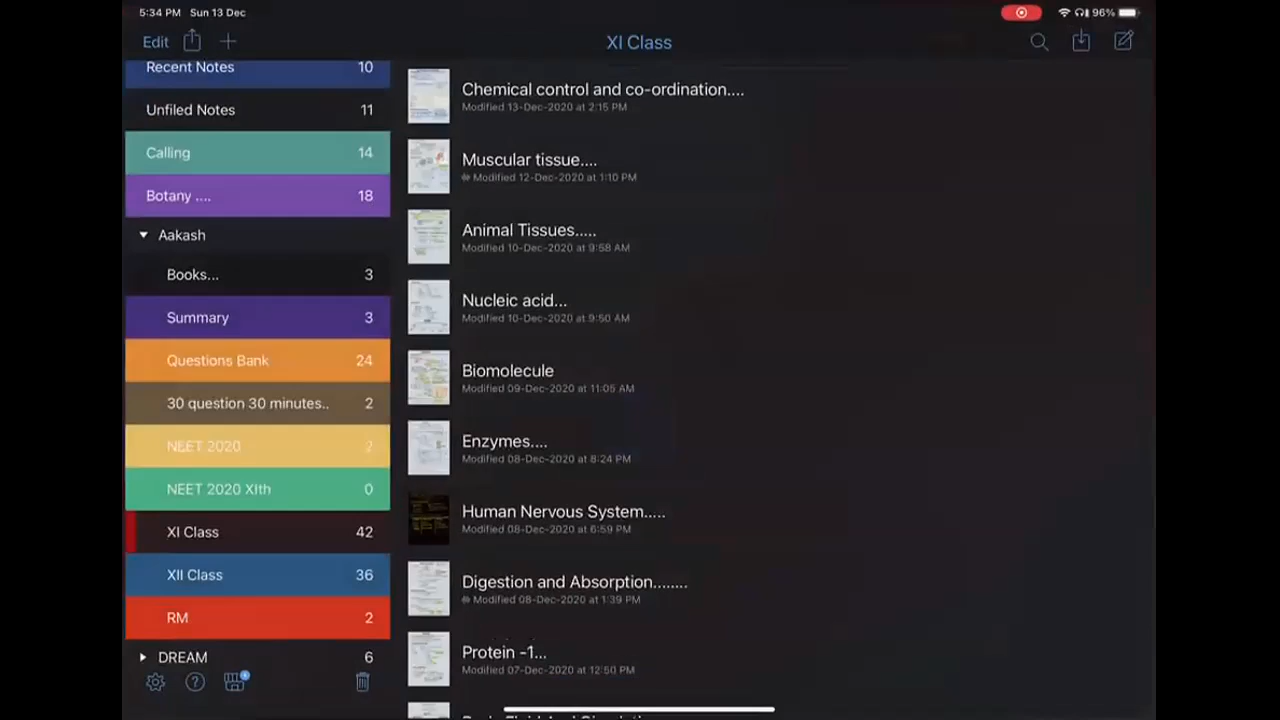 5:34 PM Sun 13 Dec
96%
Edit
XI Class
Recent Notes 10
Unfiled Notes 11
Calling 14
Botany .... 18
Aakash
Books... 3
Summary 3
Questions Bank 24
30 question 30 minutes.. 2
NEET 2020 2
NEET 2020 XIth 0
XI Class 42
XII Class 36
RM 2
DREAM 6
Chemical control and co-ordination....
Modified 13-Dec-2020 at 2:15 PM
Muscular tissue....
Modified 12-Dec-2020 at 1:10 PM
Animal Tissues.....
Modified 10-Dec-2020 at 9:58 AM
Nucleic acid...
Modified 10-Dec-2020 at 9:50 AM
Biomolecule
Modified 09-Dec-2020 at 11:05 AM
Enzymes....
Modified 08-Dec-2020 at 8:24 PM
Human Nervous System.....
Modified 08-Dec-2020 at 6:59 PM
Digestion and Absorption........
Modified 08-Dec-2020 at 1:39 PM
Protein -1...
Modified 07-Dec-2020 at 12:50 PM